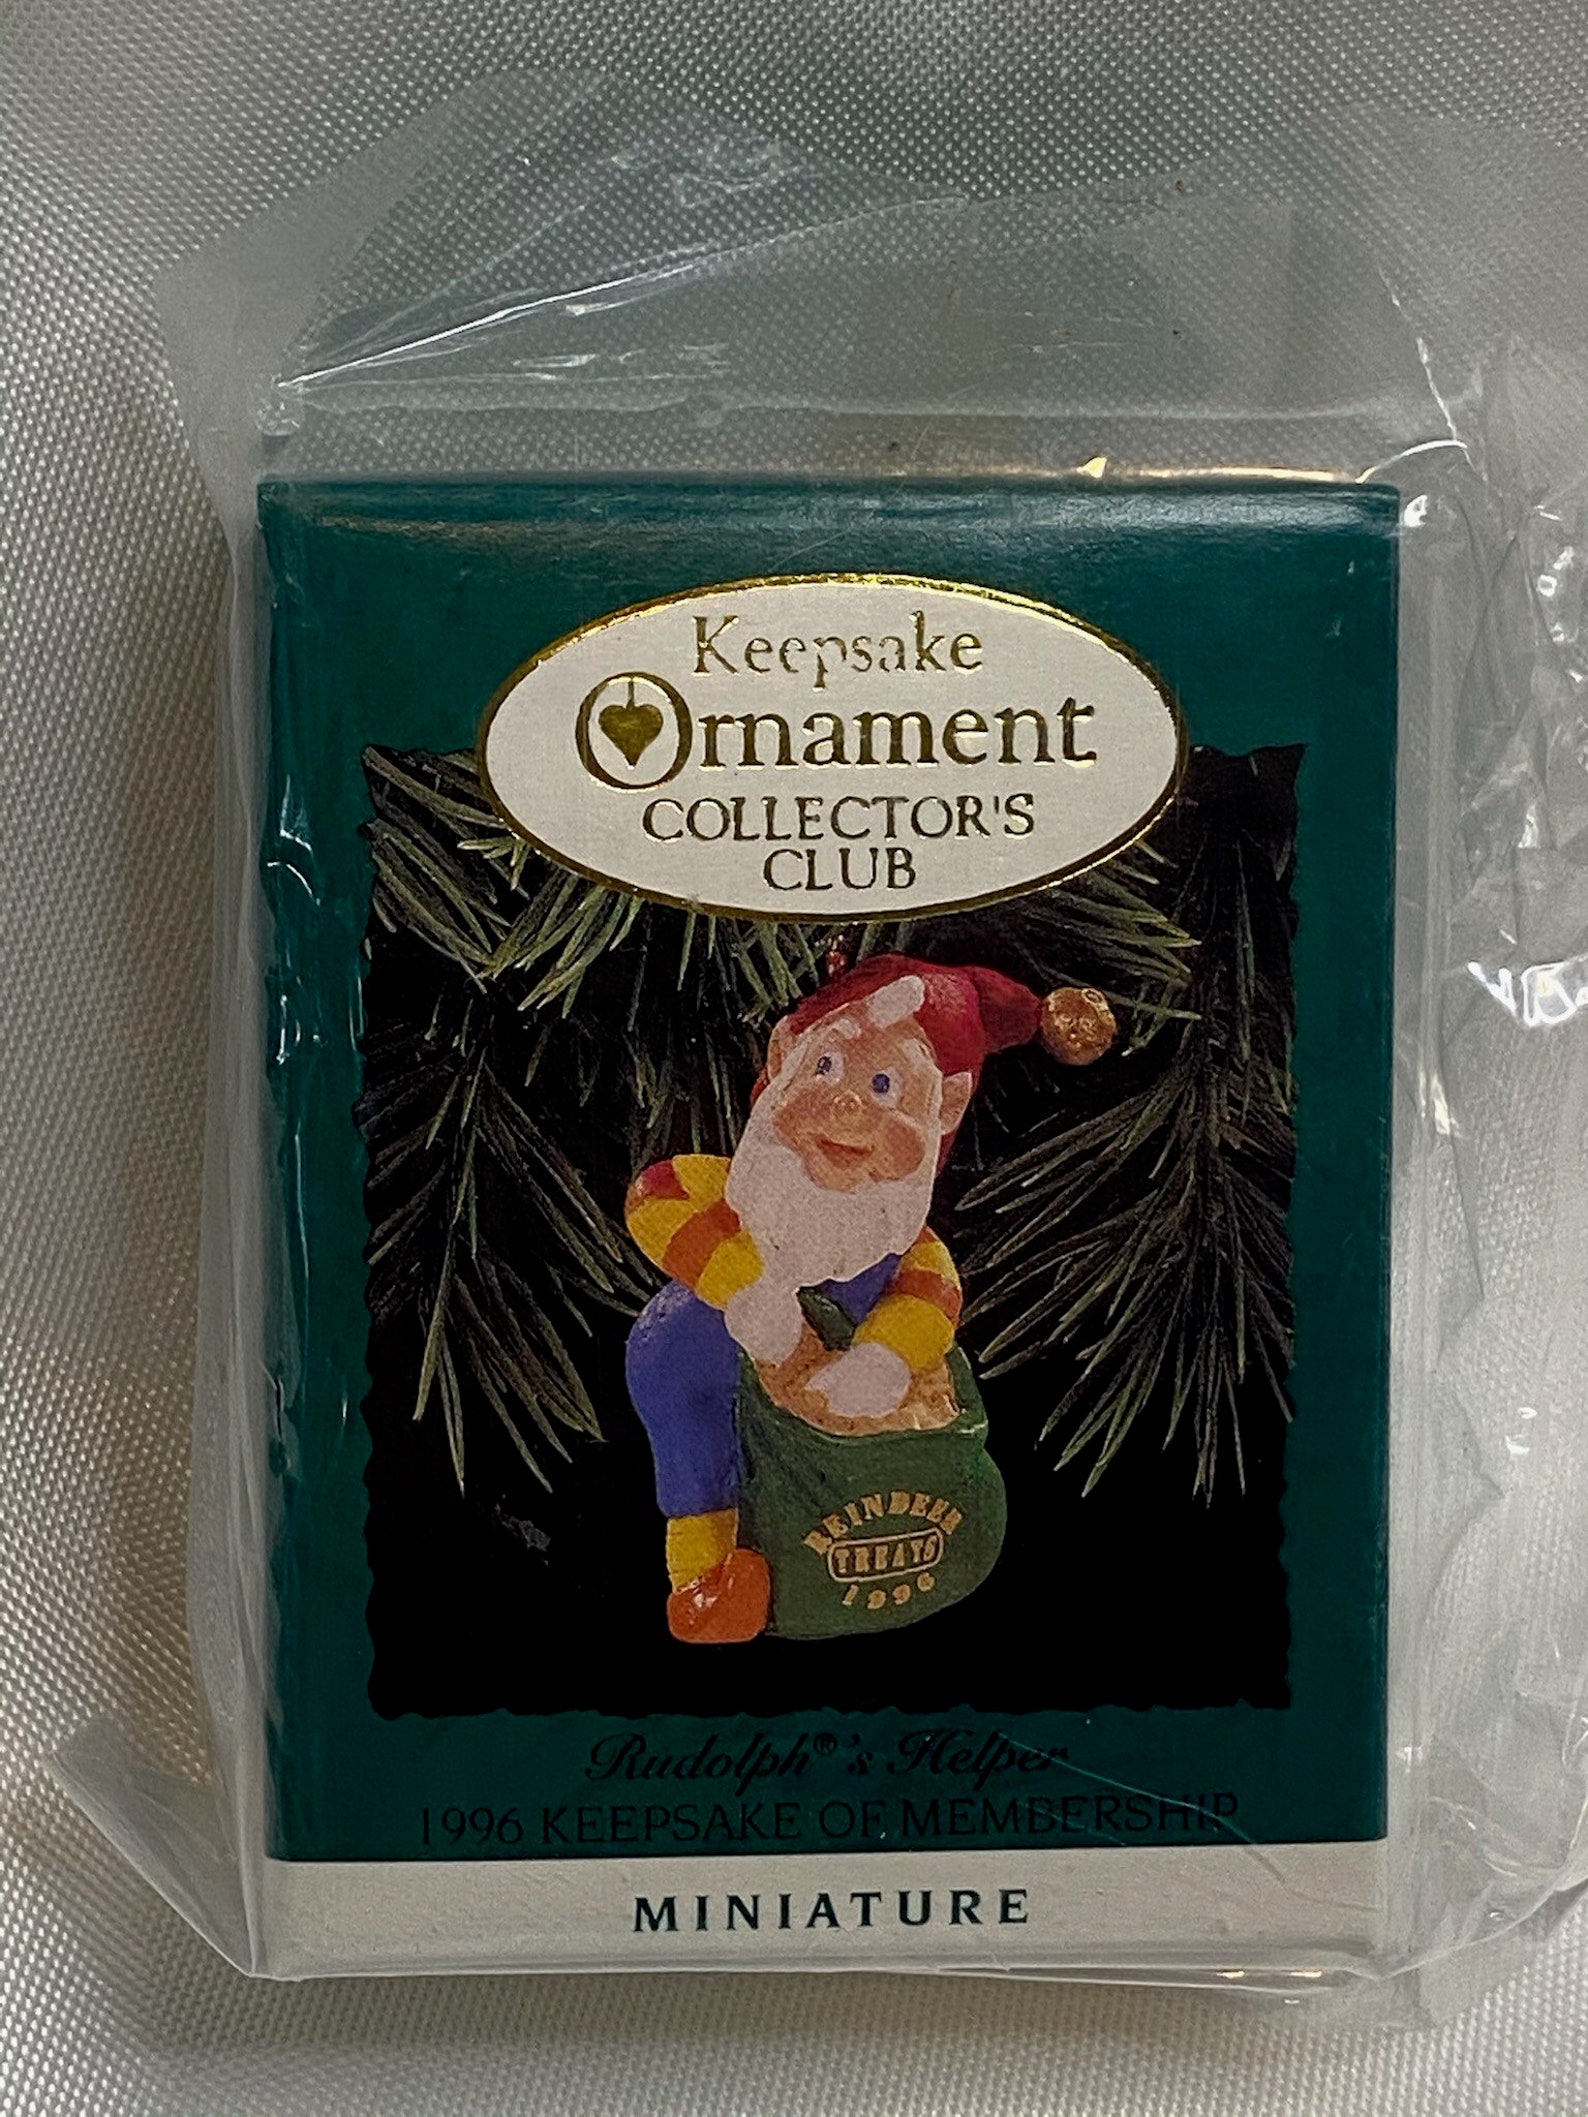 Keepsake
Ornament
COLLECTOR'S
CLUB
REINDEER
TREATS
1996
Rudolph®'s Helper
1996 KEEPSAKE OF MEMBERSHIP
MINIATURE